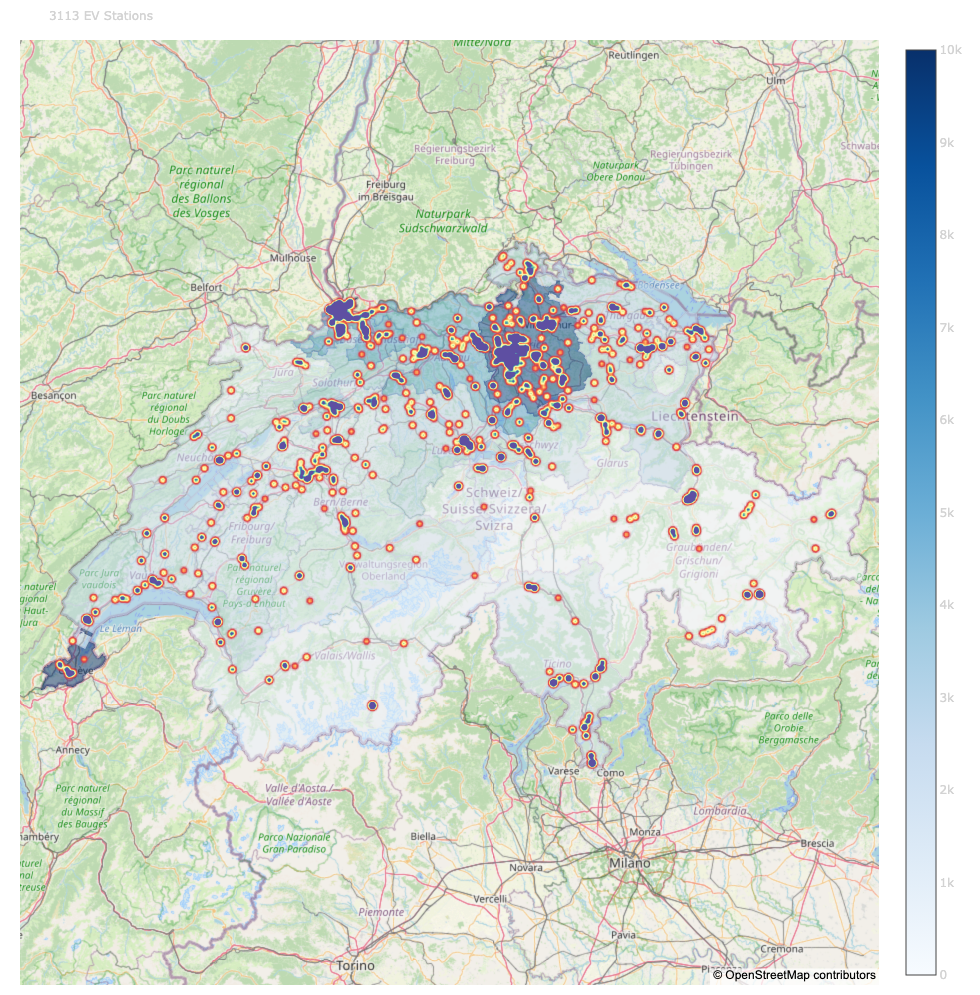 3113 EV Stations
Mitte/Nord
Reutlingen
10k
Ulm
Regierungsbezirk
Freiburg
Regierungsbezirk
Tübingen
Schwabe
9k
Parc naturel
régional
des Ballons
des Vosges
Naturpark
Obere Donau
Freiburg
im Breisgau
Naturpark
Südschwarzwald
8k
Mulhouse
Belfort
Bodensee
7k
Jura
Solothurn
Besançon
Parc naturel
régional
du Doubs
Horloger
Liechtenstein
6k
Neuch
Schwyz
Glarus
Schweiz/
Suisse/Svizzera/
Svizra
Bern/Berne
5k
Fribourg/
Freiburg
Graubünden/
Grischun/
Grigioni
Verwaltungsregion
Oberland
Parc Jura
vaudois
Parc naturel
régional
Gruyère
Pays-d'Enhaut
naturel
Haut-
Jura
4k
Le Léman
Valais/Wallis
Ticino
3k
Parco delle
Orobie
Bergamasche
Annecy
Varese
Como
Parc naturel
régional
du Massif
des Bauges
Valle d'Aosta /
Vallée d'Aoste
2k
Lombardia
Monza
Biella
Parco Nazionale
Gran Paradiso
Brescia
Milano
Novara
1k
Vercelli
Piemonte
Pavia
Cremona
Torino
© OpenStreetMap contributors
0